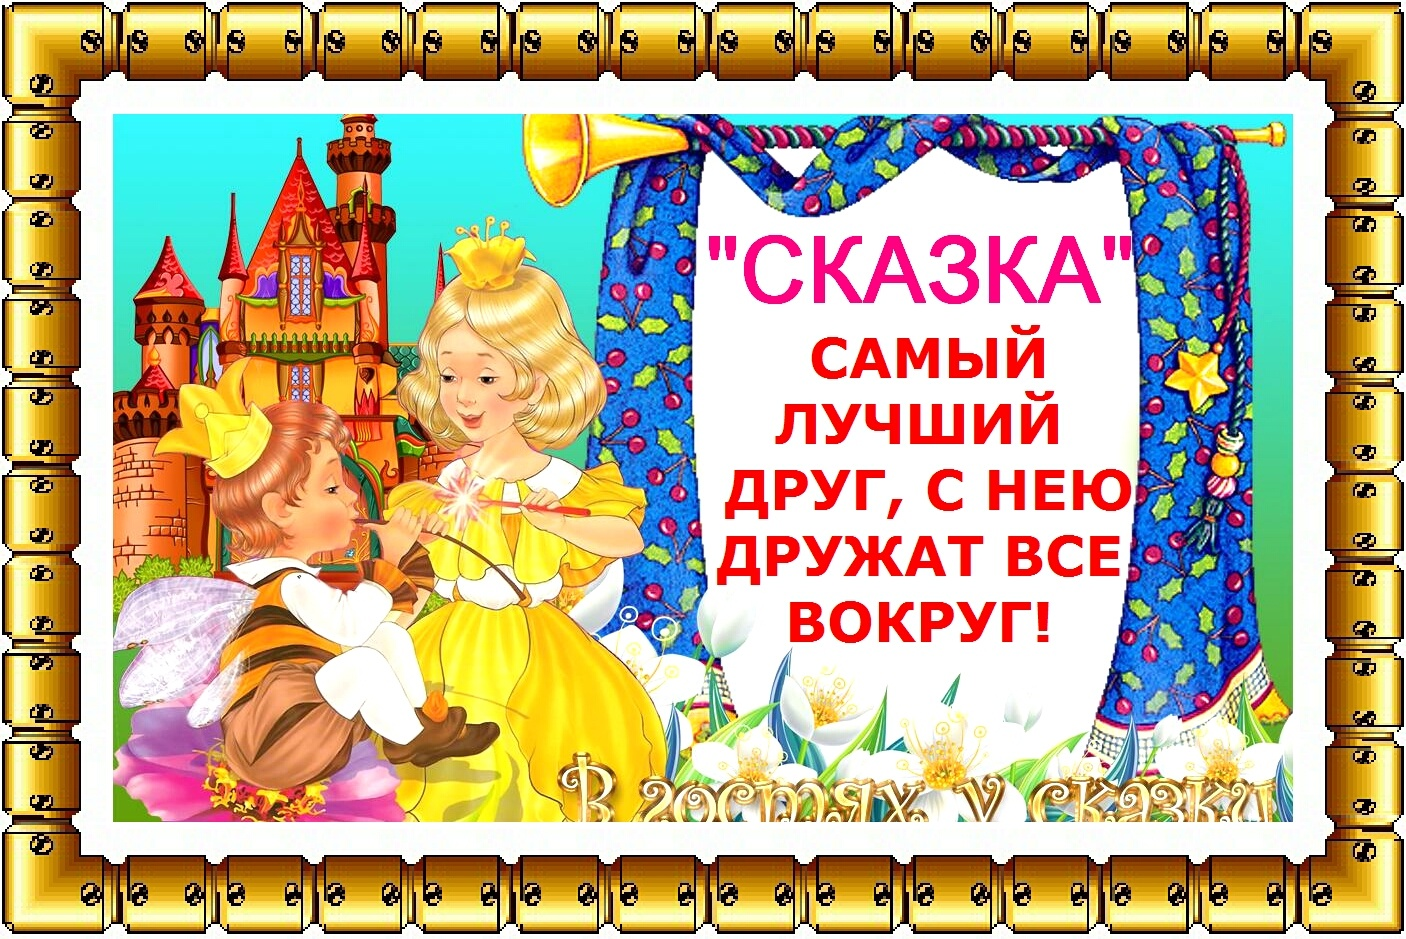 "СКАЗКА"
САМЫЙ
ЛУЧШИЙ
ДРУГ, С НЕЮ
ДРУЖАТ ВСЕ
ВОКРУГ!
В гостях у сказки